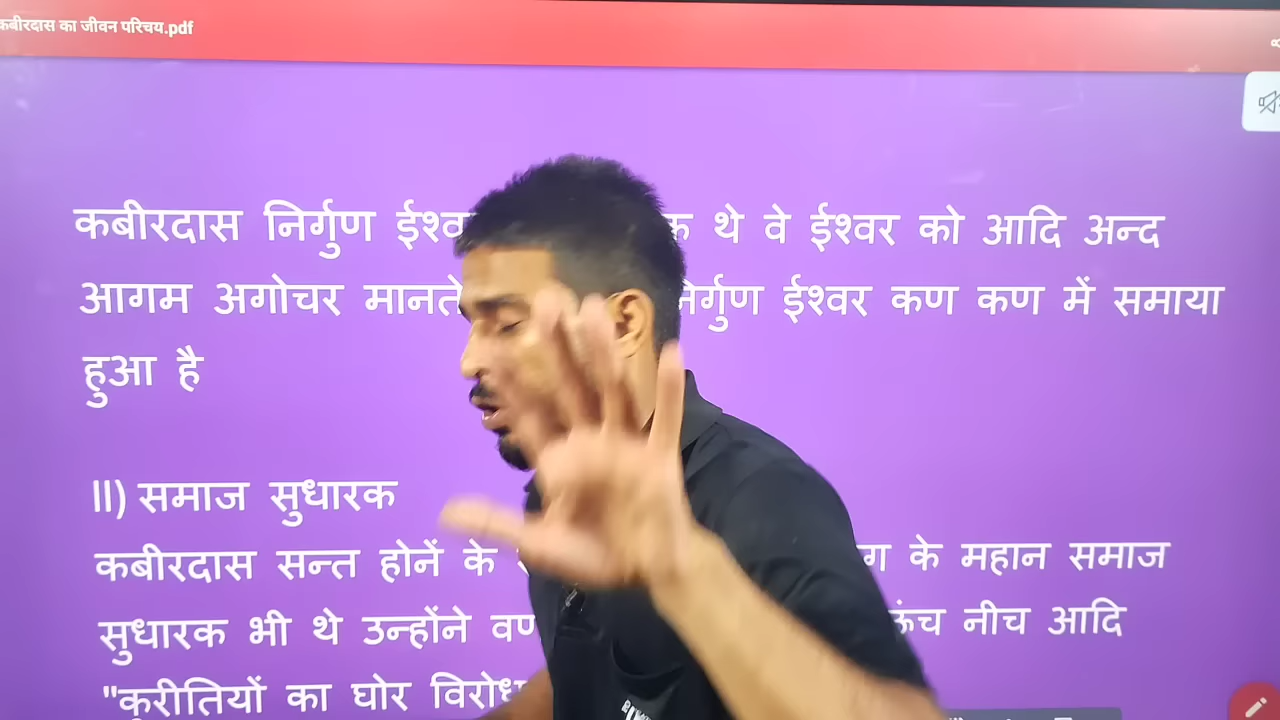 कबीरदास का जीवन परिचय.pdf
कबीरदास निर्गुण थे वे ईश्वर को आदि अन्द
आगम अगोचर मानते निर्गुण ईश्वर कण कण में समाया
हुआ है
II) समाज सुधारक
कबीरदास सन्त होनें के के महान समाज
सुधारक भी थे उन्होंने नीच आदि
"कुरीतियों का घोर